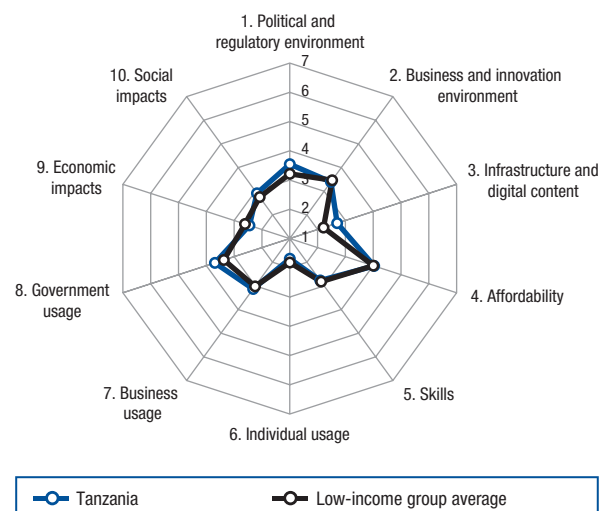 1. Political and
regulatory environment
2. Business and innovation
environment
3. Infrastructure and
digital content
4. Affordability
5. Skills
6. Individual usage
7. Business
usage
8. Government
usage
9. Economic
impacts
10. Social
impacts
7
6
5
4
3
2
1
Tanzania
Low-income group average